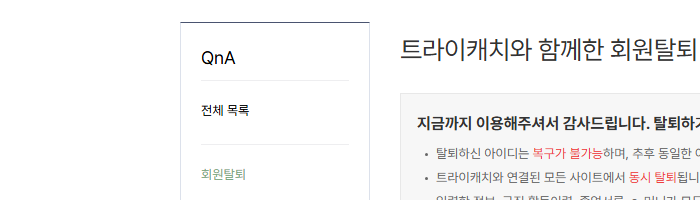 QnA
전체 목록
회원탈퇴
트라이캐치와 함께한 회원탈퇴
지금까지 이용해주셔서 감사드립니다. 탈퇴하기
탈퇴하신 아이디는 복구가 불가능하며, 추후 동일한
트라이캐치와 연결된 모든 사이트에서 동시 탈퇴됩니